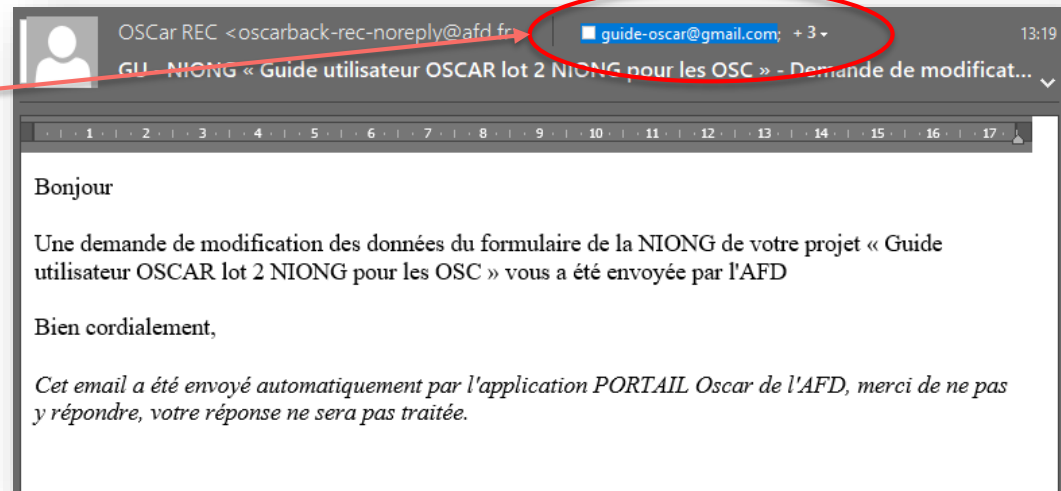 OSCar REC <oscarback-rec-noreply@afd.fr> guide-oscar@gmail.com; + 3 13:19
GU - NIONG « Guide utilisateur OSCAR lot 2 NIONG pour les OSC » - Demande de modificat...
1 2 3 4 5 6 7 8 9 10 11 12 13 14 15 16 17
Bonjour
Une demande de modification des données du formulaire de la NIONG de votre projet « Guide
utilisateur OSCAR lot 2 NIONG pour les OSC » vous a été envoyée par l'AFD
Bien cordialement,
Cet email a été envoyé automatiquement par l'application PORTAIL Oscar de l'AFD, merci de ne pas
y répondre, votre réponse ne sera pas traitée.